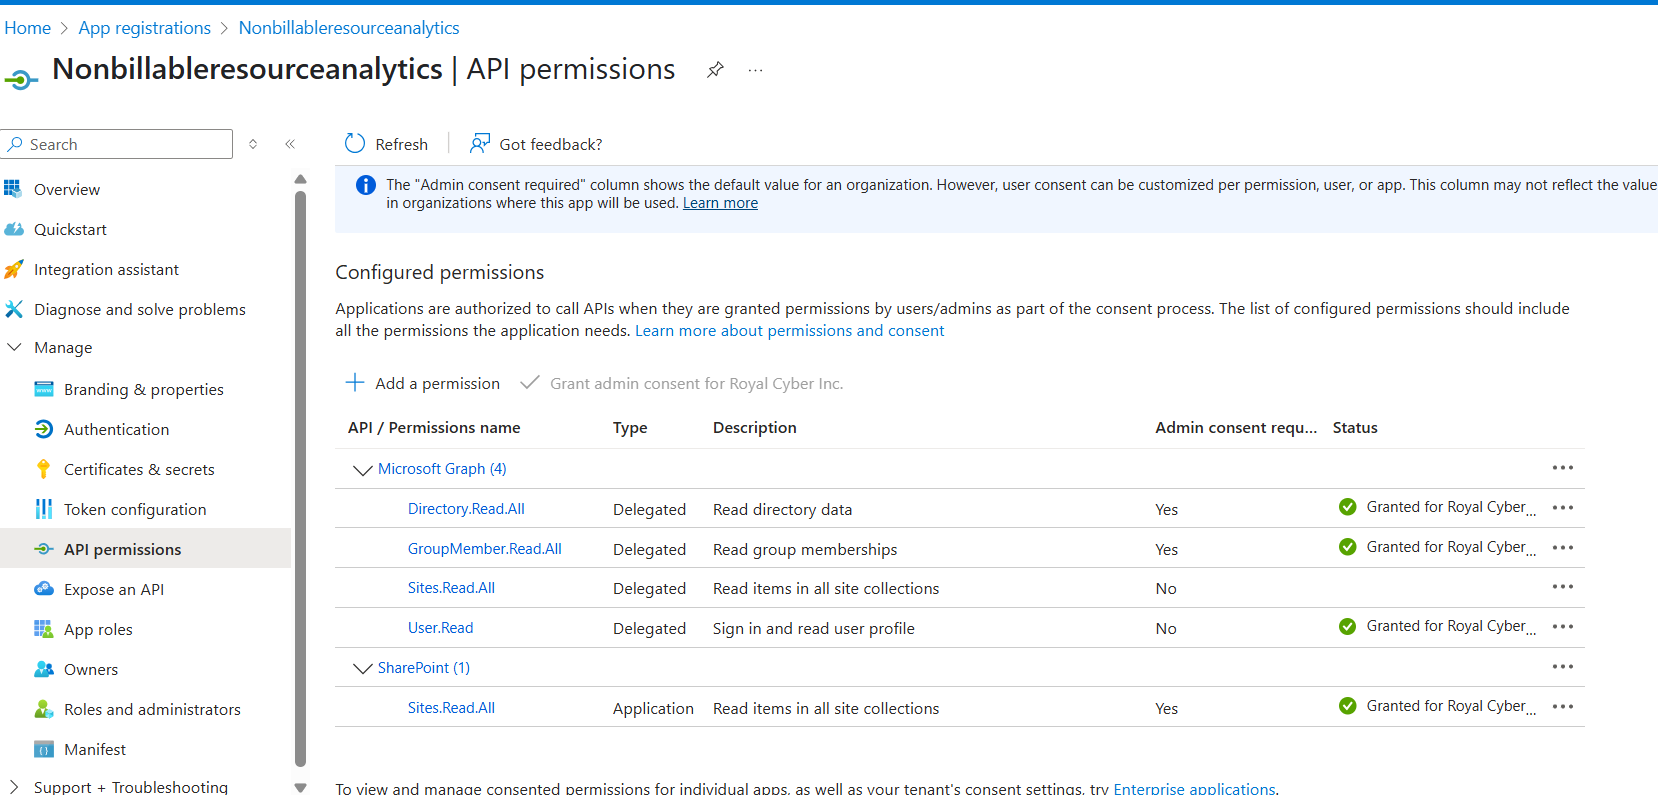 Home > App registrations > Nonbillableresourceanalytics
Nonbillableresourceanalytics | API permissions ...
Search
Refresh
Got feedback?
Overview
Quickstart
Integration assistant
Diagnose and solve problems
Manage
Branding & properties
Authentication
Certificates & secrets
Token configuration
API permissions
Expose an API
App roles
Owners
Roles and administrators
Manifest
Support + Troubleshooting
The "Admin consent required" column shows the default value for an organization. However, user consent can be customized per permission, user, or app. This column may not reflect the value
in organizations where this app will be used. Learn more
Configured permissions
Applications are authorized to call APIs when they are granted permissions by users/admins as part of the consent process. The list of configured permissions should include
all the permissions the application needs. Learn more about permissions and consent
Add a permission Grant admin consent for Royal Cyber Inc.
API / Permissions name Type Description Admin consent requ... Status
Microsoft Graph (4)
Directory.Read.All Delegated Read directory data Yes Granted for Royal Cyber...
GroupMember.Read.All Delegated Read group memberships Yes Granted for Royal Cyber...
Sites.Read.All Delegated Read items in all site collections No
User.Read Delegated Sign in and read user profile No Granted for Royal Cyber...
SharePoint (1)
Sites.Read.All Application Read items in all site collections Yes Granted for Royal Cyber...
To view and manage consented permissions for individual apps, as well as your tenant's consent settings, try Enterprise applications.